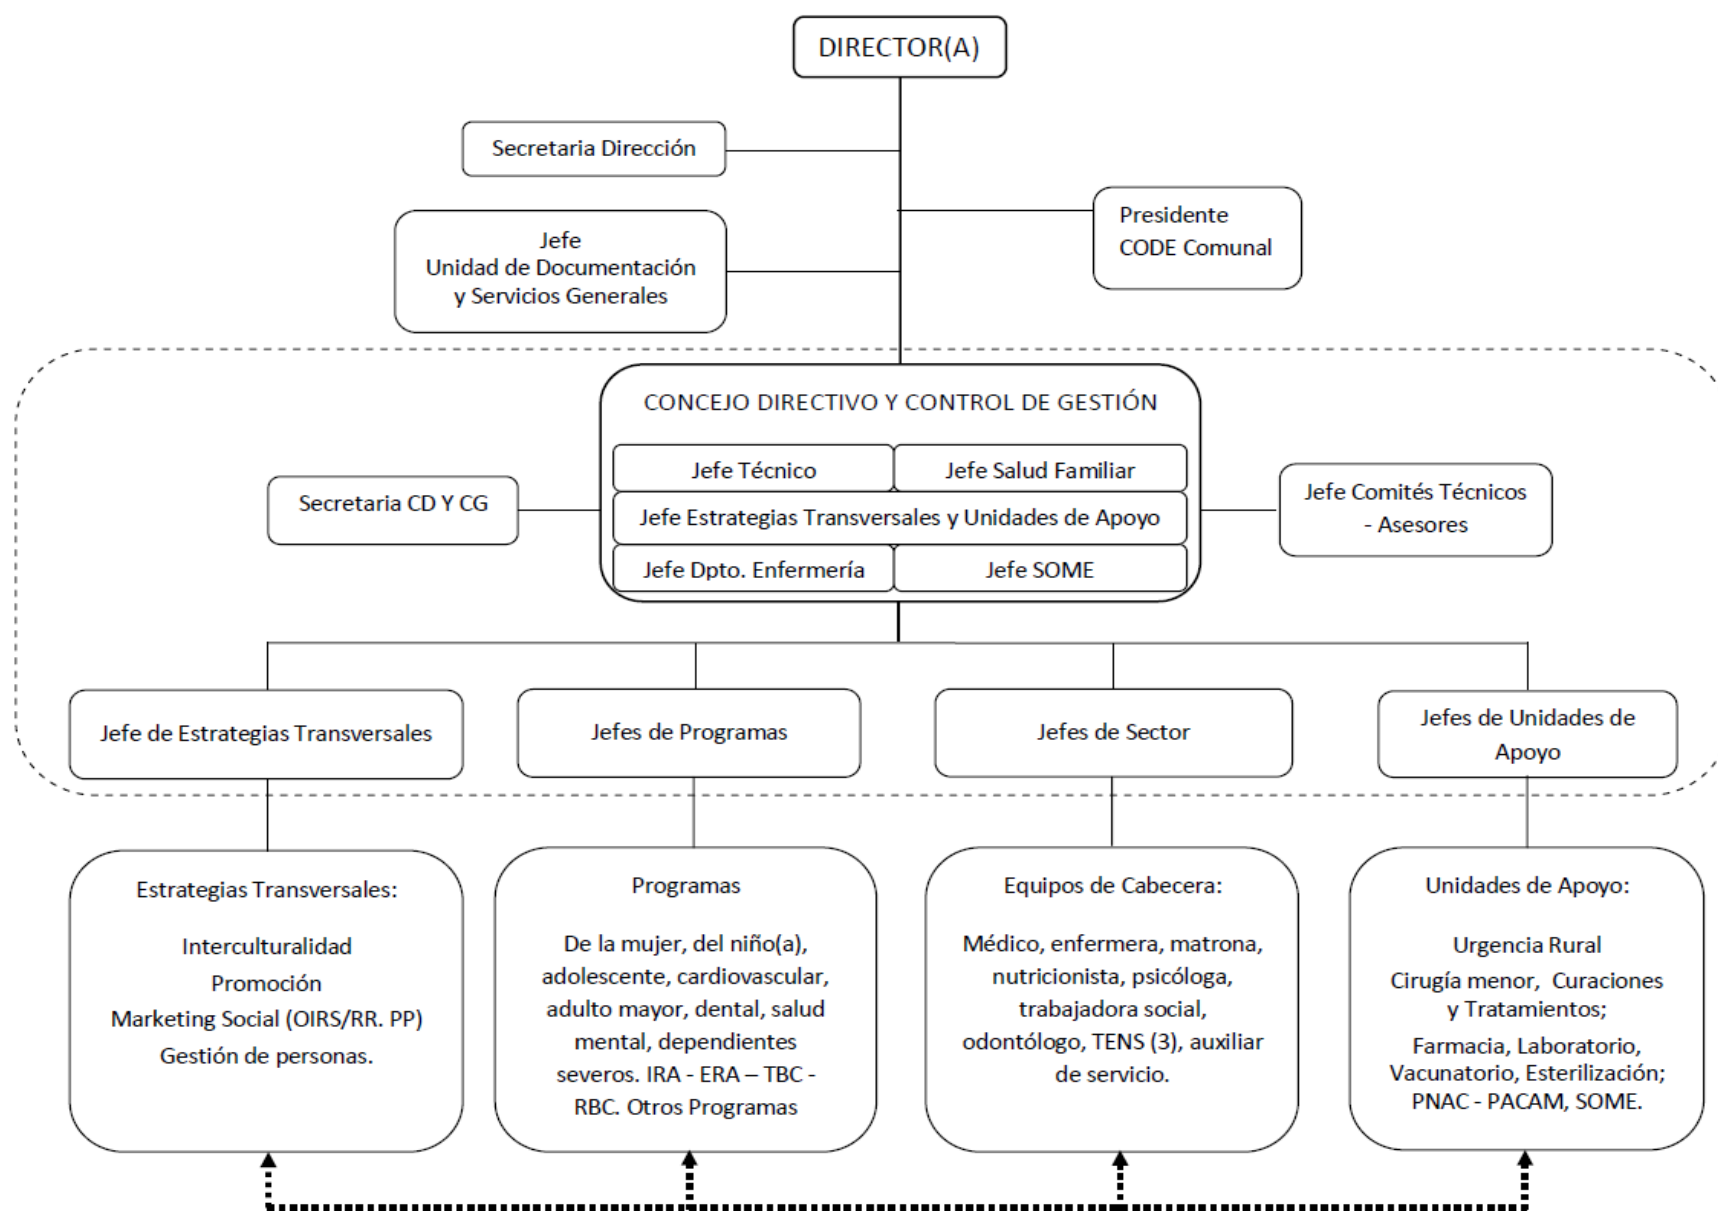 DIRECTOR(A)
Secretaria Dirección
Presidente
CODE Comunal
Jefe
Unidad de Documentación
y Servicios Generales
CONCEJO DIRECTIVO Y CONTROL DE GESTIÓN
Jefe Técnico
Jefe Salud Familiar
Jefe Estrategias Transversales y Unidades de Apoyo
Jefe Dpto. Enfermería
Jefe SOME
Secretaria CD Y CG
Jefe Comités Técnicos
- Asesores
Jefe de Estrategias Transversales
Jefes de Programas
Jefes de Sector
Jefes de Unidades de
Apoyo
Estrategias Transversales:
Interculturalidad
Promoción
Marketing Social (OIRS/RR. PP)
Gestión de personas.
Programas
De la mujer, del niño(a),
adolescente, cardiovascular,
adulto mayor, dental, salud
mental, dependientes
severos. IRA - ERA – TBC -
RBC. Otros Programas
Equipos de Cabecera:
Médico, enfermera, matrona,
nutricionista, psicóloga,
trabajadora social,
odontólogo, TENS (3), auxiliar
de servicio.
Unidades de Apoyo:
Urgencia Rural
Cirugía menor, Curaciones
y Tratamientos;
Farmacia, Laboratorio,
Vacunatorio, Esterilización;
PNAC - PACAM, SOME.